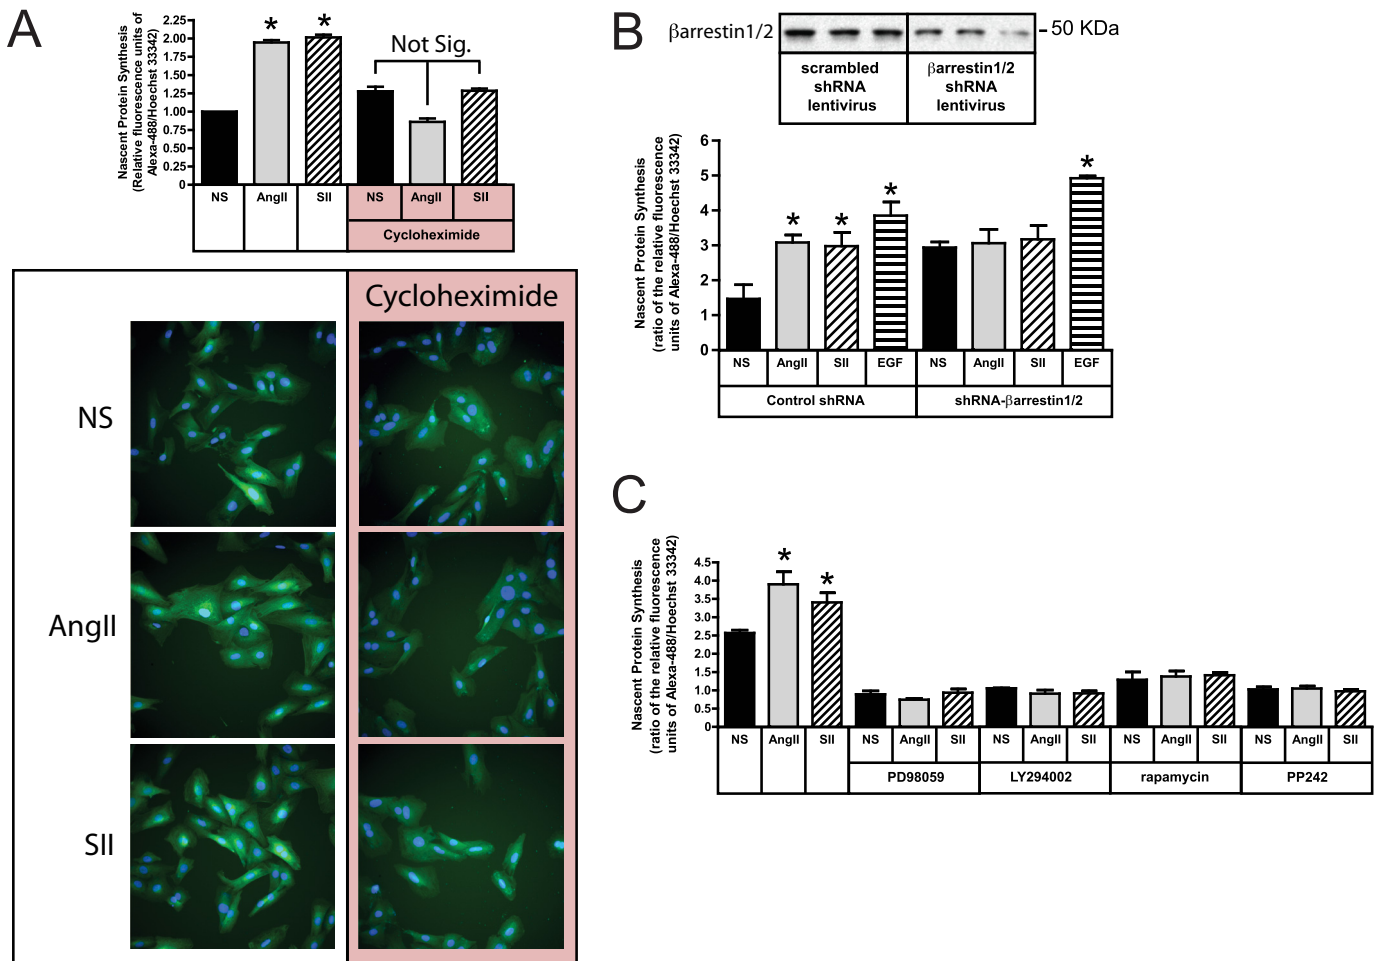 A
Nascent Protein Synthesis
(Relative fluorescence units of
Alexa-488/Hoechst 33342)
2.25
2.00
1.75
1.50
1.25
1.00
0.75
0.50
0.25
0
*
*
Not Sig.
NS AngII SII NS AngII SII
Cycloheximide
Cycloheximide
NS
AngII
SII
B
βarrestin1/2
- 50 KDa
scrambled
shRNA
lentivirus
βarrestin1/2
shRNA
lentivirus
Nascent Protein Synthesis
(ratio of the relative fluorescence
units of Alexa-488/Hoechst 33342)
6
5
4
3
2
1
0
* * * *
NS AngII SII EGF NS AngII SII EGF
Control shRNA shRNA-βarrestin1/2
C
Nascent Protein Synthesis
(ratio of the relative fluorescence
units of Alexa-488/Hoechst 33342)
4.5
4.0
3.5
3.0
2.5
2.0
1.5
1.0
0.5
0
*
*
NS AngII SII NS AngII SII NS AngII SII NS AngII SII NS AngII SII
PD98059 LY294002 rapamycin PP242